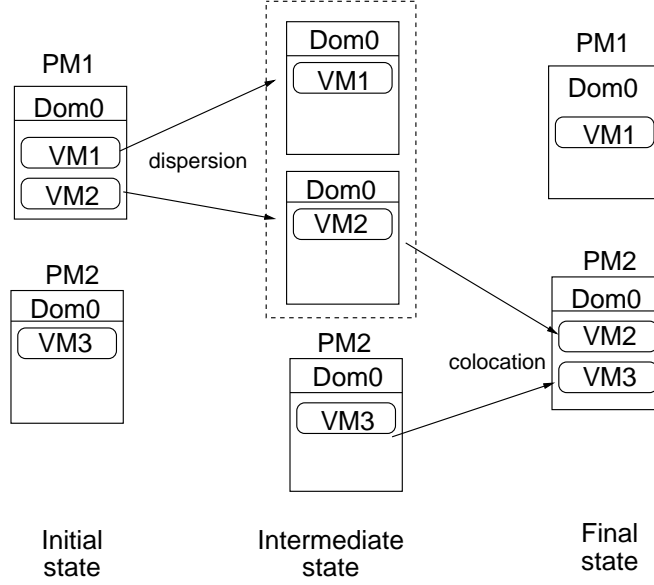 PM1
Dom0
VM1
VM2
PM2
Dom0
VM3
Initial
state
dispersion
Dom0
VM1
Dom0
VM2
PM2
Dom0
VM3
Intermediate
state
colocation
PM1
Dom0
VM1
PM2
Dom0
VM2
VM3
Final
state